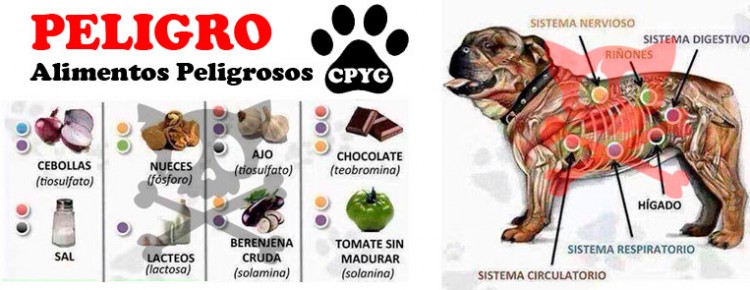 PELIGRO
Alimentos Peligrosos
CPYG
CEBOLLAS
(tiosulfato)
NUECES
(fósforo)
AJO
(tiosulfato)
CHOCOLATE
(teobromina)
SAL
LACTEOS
(lactosa)
BERENJENA
CRUDA
(solamina)
TOMATE SIN
MADURAR
(solanina)
SISTEMA NERVIOSO
SISTEMA DIGESTIVO
RIÑONES
HÍGADO
SISTEMA RESPIRATORIO
SISTEMA CIRCULATORIO